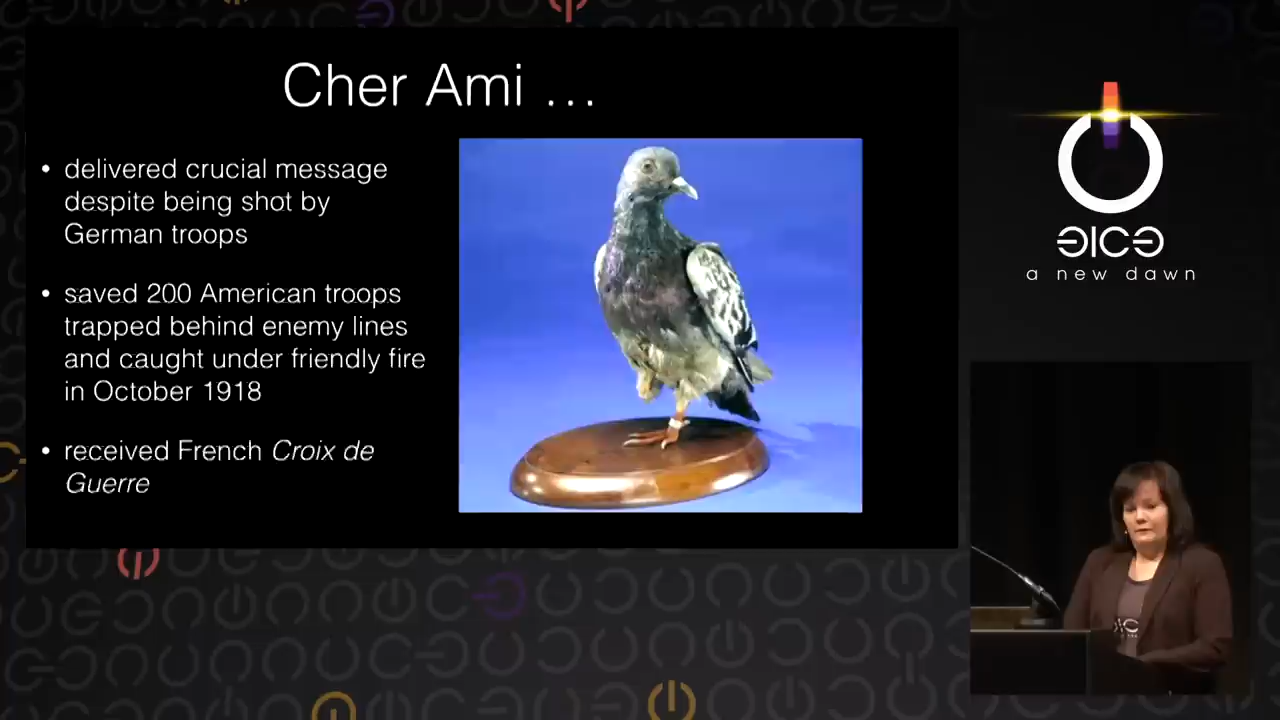 Cher Ami ...
• delivered crucial message
despite being shot by
German troops
• saved 200 American troops
trapped behind enemy lines
and caught under friendly fire
in October 1918
• received French Croix de
Guerre
ɘlCɘ
a new dawn